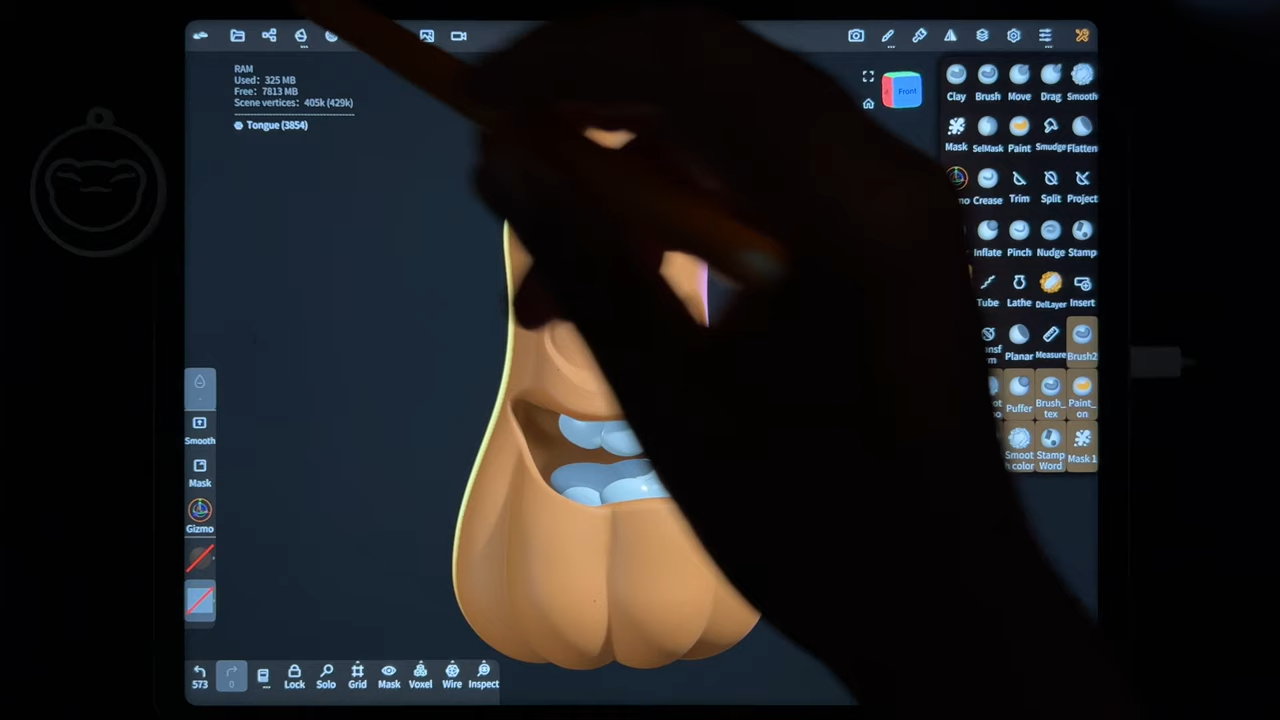 RAM
Used: 325 MB
Free: 7813 MB
Scene vertices: 405k (429k)
Tongue (3854)
Front
Clay Brush Move Drag Smooth
Mask SelMask Paint Smudge Flatten
Crease Trim Split Project
Inflate Pinch Nudge Stamp
Tube Lathe DelLayer Insert
Planar Measure Brush2
Puffer Brush_tex Paint_on
Stamp Word Mask 1
Smooth
Mask
Gizmo
573 0 Lock Solo Grid Mask Voxel Wire Inspect